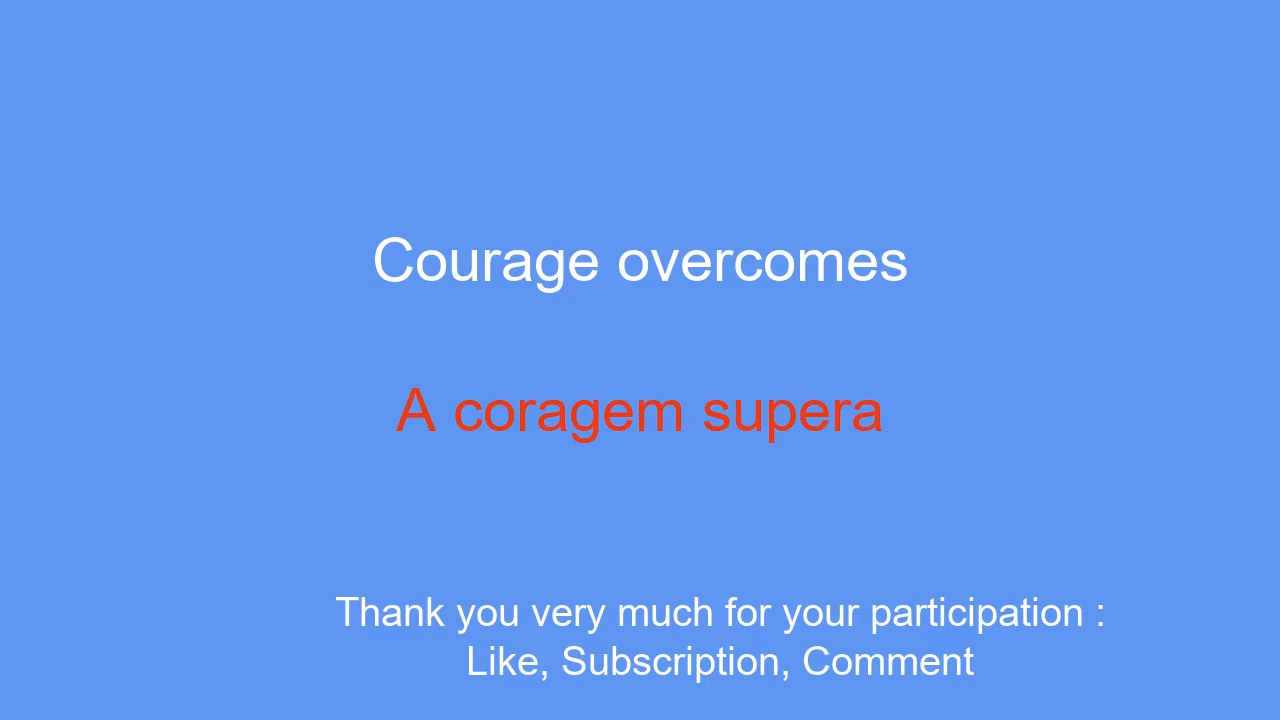 Courage overcomes
A coragem supera
Thank you very much for your participation :
Like, Subscription, Comment